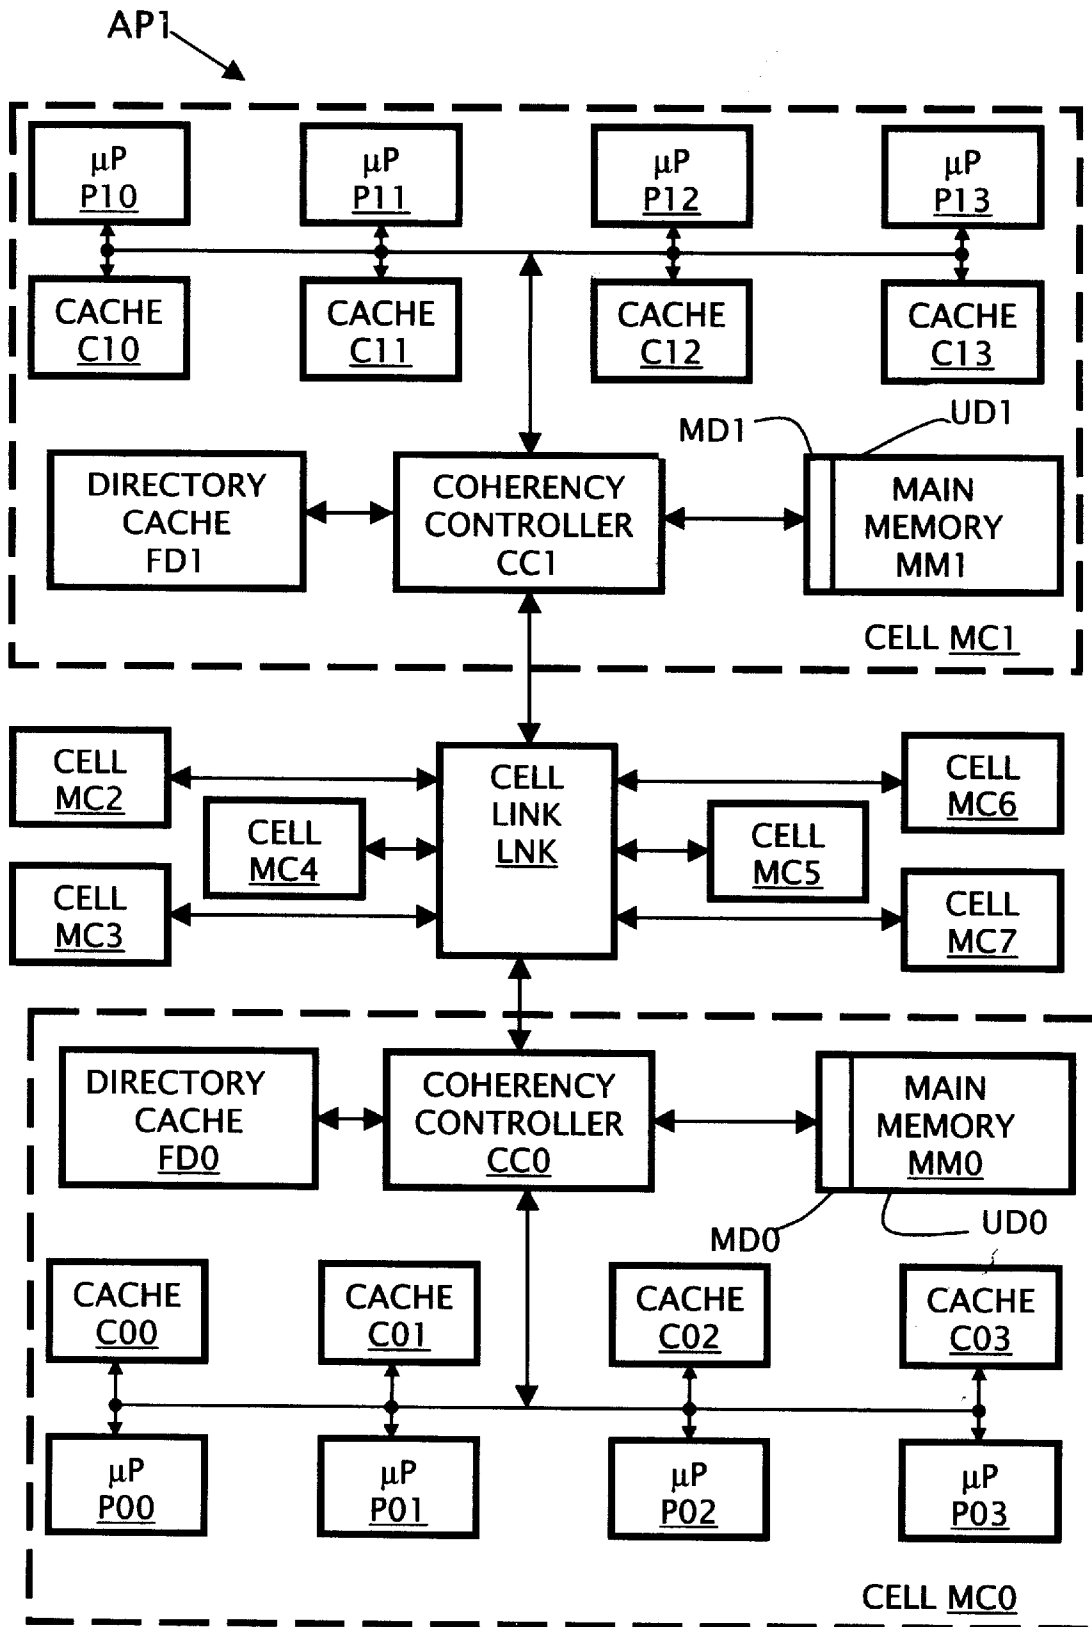 AP1
µP
P10
µP
P11
µP
P12
µP
P13
CACHE
C10
CACHE
C11
CACHE
C12
CACHE
C13
MD1
UD1
DIRECTORY
CACHE
FD1
COHERENCY
CONTROLLER
CC1
MAIN
MEMORY
MM1
CELL MC1
CELL
MC2
CELL
MC4
CELL
MC3
CELL
LINK
LNK
CELL
MC6
CELL
MC5
CELL
MC7
DIRECTORY
CACHE
FD0
COHERENCY
CONTROLLER
CC0
MAIN
MEMORY
MM0
MD0
UD0
CACHE
C00
CACHE
C01
CACHE
C02
CACHE
C03
µP
P00
µP
P01
µP
P02
µP
P03
CELL MC0